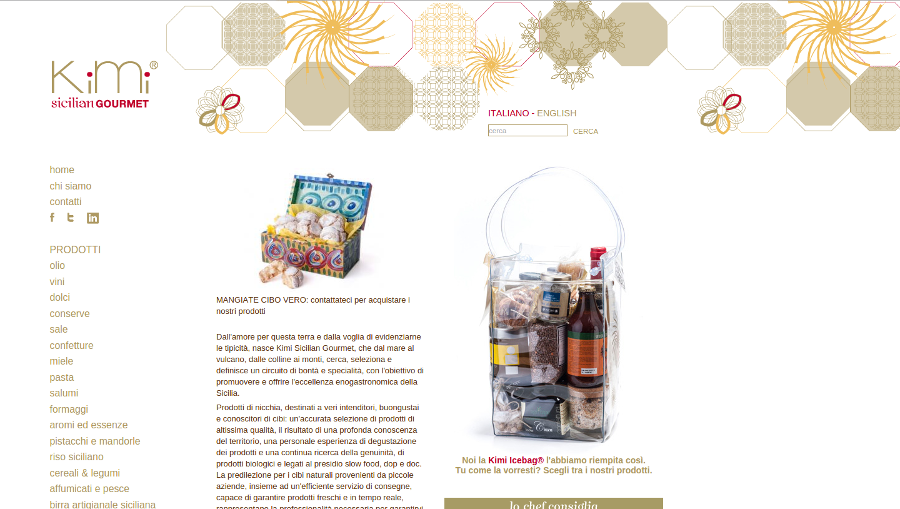 Kimi®
sicilian GOURMET
ITALIANO - ENGLISH
cerca
CERCA
home
chi siamo
contatti
PRODOTTI
olio
vini
dolci
conserve
sale
confetture
miele
pasta
salumi
formaggi
aromi ed essenze
pistacchi e mandorle
riso siciliano
cereali & legumi
affumicati e pesce
birra artigianale siciliana
MANGIATE CIBO VERO: contattateci per acquistare i
nostri prodotti
Dall'amore per questa terra e dalla voglia di evidenziarne
le tipicità, nasce Kimi Sicilian Gourmet, che dal mare al
vulcano, dalle colline ai monti, cerca, seleziona e
definisce un circuito di bontà e specialità, con l'obiettivo di
promuovere e offrire l'eccellenza enogastronomica della
Sicilia.
Prodotti di nicchia, destinati a veri intenditori, buongustai
e conoscitori di cibi: un'accurata selezione di prodotti di
altissima qualità, il risultato di una profonda conoscenza
del territorio, una personale esperienza di degustazione
dei prodotti e una continua ricerca della genuinità, di
prodotti biologici e legati al presidio slow food, dop e doc.
La predilezione per i cibi naturali provenienti da piccole
aziende, insieme ad un'efficiente servizio di consegne,
capace di garantire prodotti freschi e in tempo reale,
rappresentano la professionalità necessaria per garantirvi
Noi la Kimi Icebag® l'abbiamo riempita così.
Tu come la vorresti? Scegli tra i nostri prodotti.
lo chef consiglia